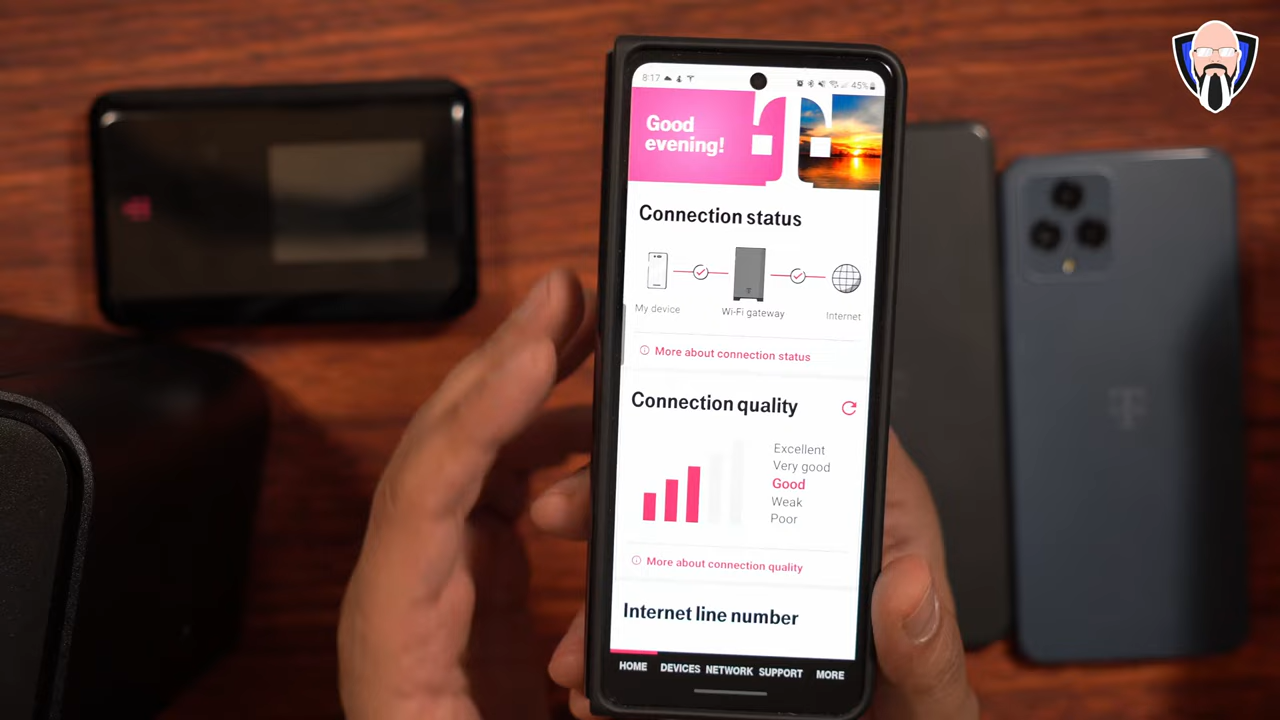 8:17
45%
Good
evening!
Connection status
My device
Wi-Fi gateway
Internet
More about connection status
Connection quality
Excellent
Very good
Good
Weak
Poor
More about connection quality
Internet line number
HOME DEVICES NETWORK SUPPORT MORE